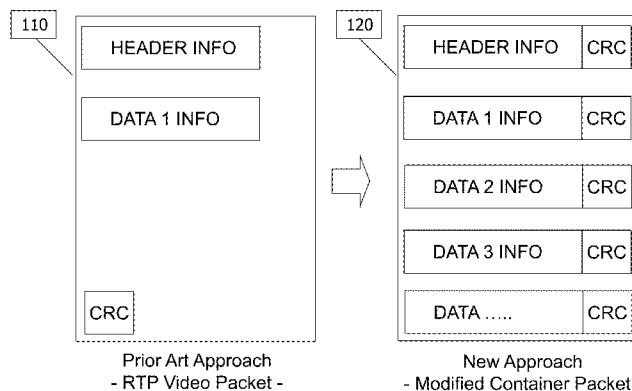 110
HEADER INFO
DATA 1 INFO
CRC
Prior Art Approach
- RTP Video Packet -
120
HEADER INFO CRC
DATA 1 INFO CRC
DATA 2 INFO CRC
DATA 3 INFO CRC
DATA ..... CRC
New Approach
- Modified Container Packet